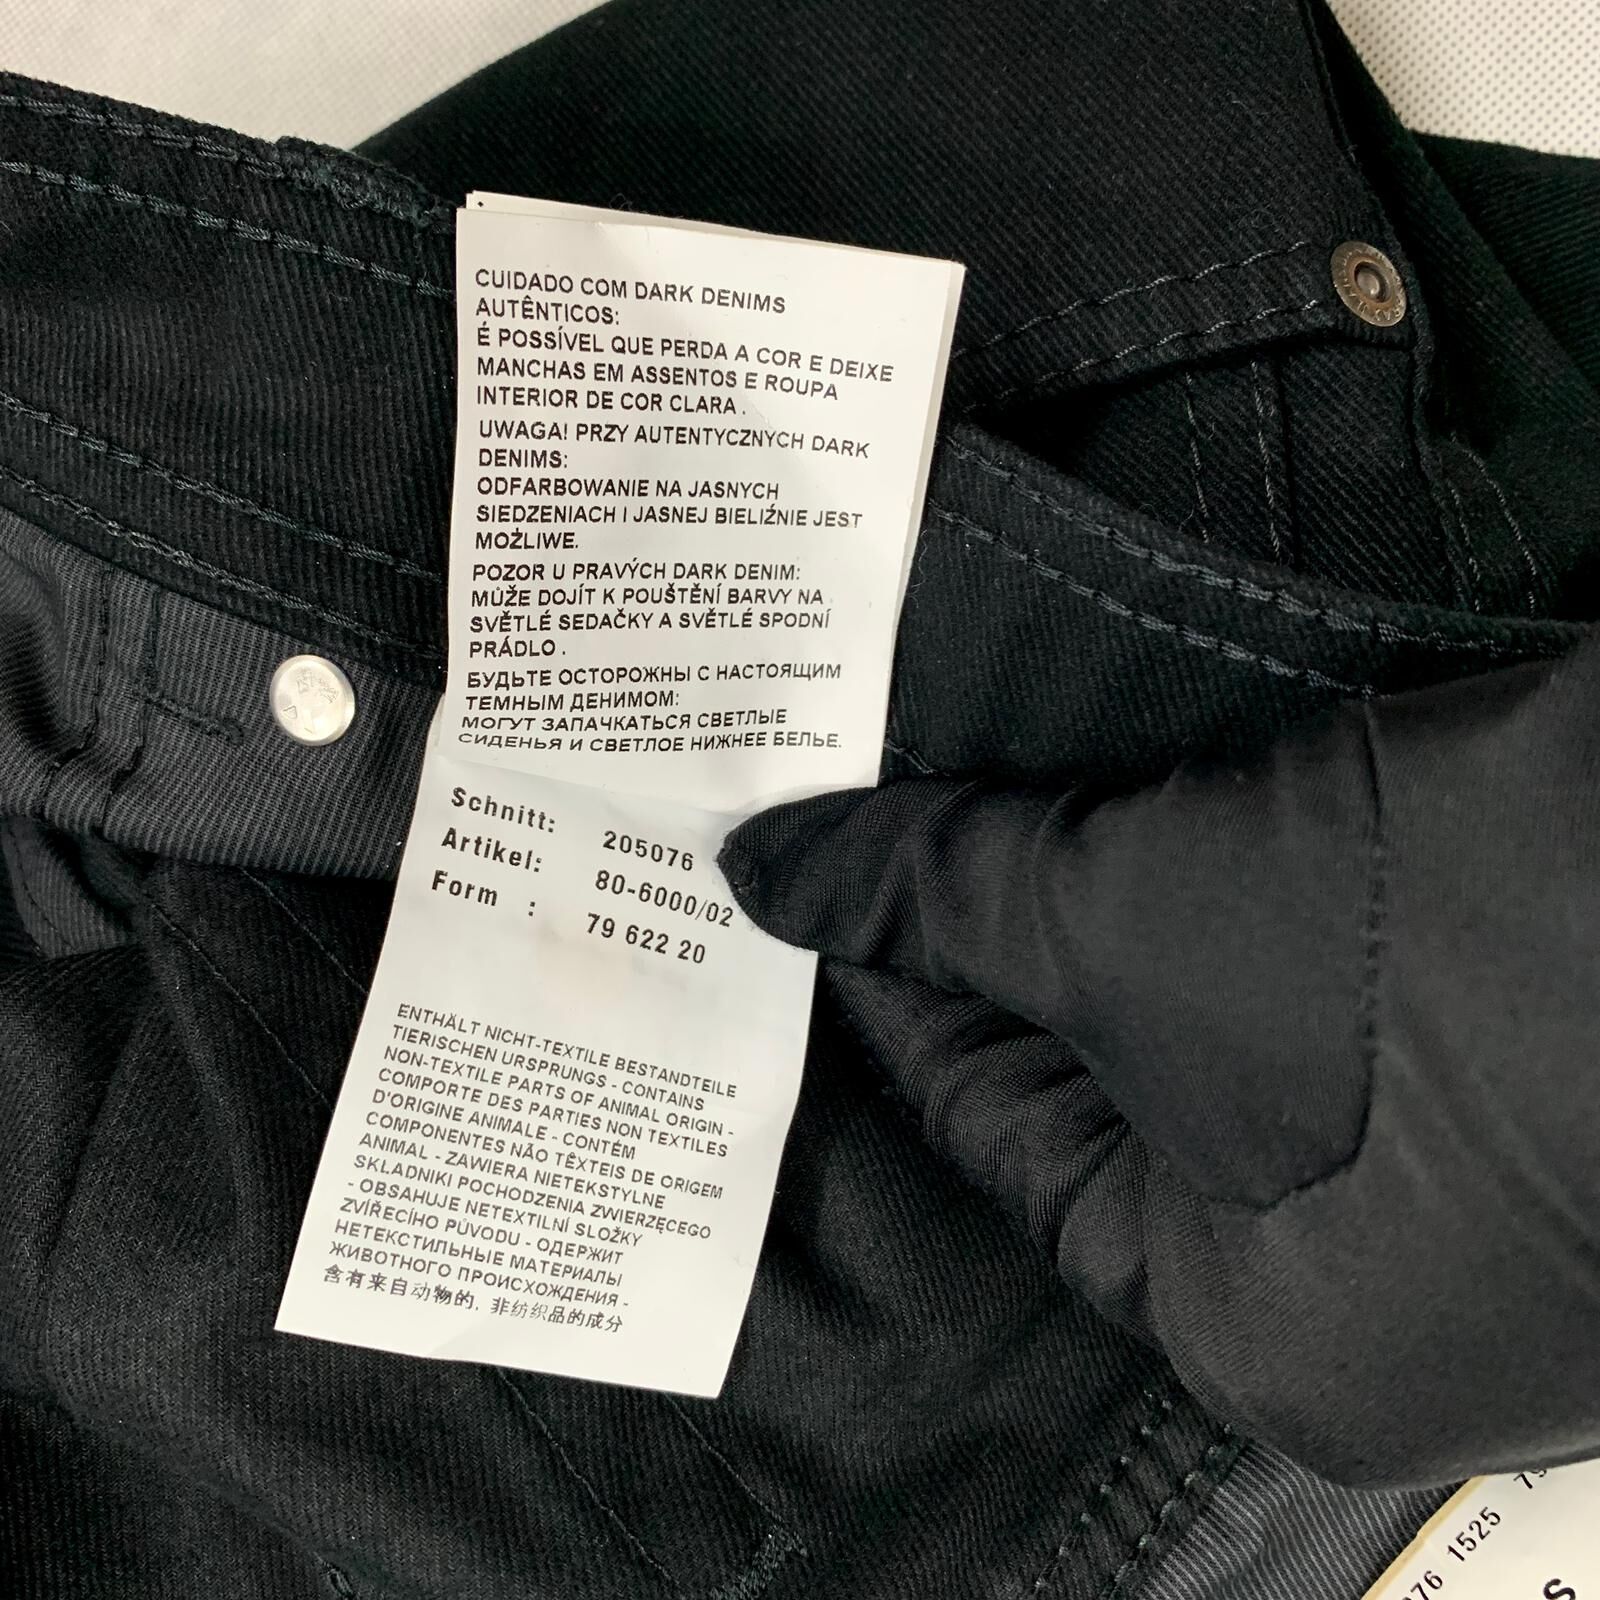 CUIDADO COM DARK DENIMS
AUTÊNTICOS:
É POSSÍVEL QUE PERDA A COR E DEIXE
MANCHAS EM ASSENTOS E ROUPA
INTERIOR DE COR CLARA .
UWAGA! PRZY AUTENTYCZNYCH DARK
DENIMS:
ODFARBOWANIE NA JASNYCH
SIEDZENIACH I JASNEJ BIELIŹNIE JEST
MOŻLIWE.
POZOR U PRAVÝCH DARK DENIM:
MŮŽE DOJÍT K POUŠTĚNÍ BARVY NA
SVĚTLÉ SEDAČKY A SVĚTLÉ SPODNÍ
PRÁDLO .
БУДЬТЕ ОСТОРОЖНЫ С НАСТОЯЩИМ
ТЕМНЫМ ДЕНИМОМ:
МОГУТ ЗАПАЧКАТЬСЯ СВЕТЛЫЕ
СИДЕНЬЯ И СВЕТЛОЕ НИЖНЕЕ БЕЛЬЕ.
Schnitt: 205076
Artikel: 80-6000/02
Form : 79 622 20
ENTHÄLT NICHT-TEXTILE BESTANDTEILE
TIERISCHEN URSPRUNGS - CONTAINS
NON-TEXTILE PARTS OF ANIMAL ORIGIN -
COMPORTE DES PARTIES NON TEXTILES
D'ORIGINE ANIMALE - CONTÉM
COMPONENTES NÃO TÊXTEIS DE ORIGEM
ANIMAL - ZAWIERA NIETEKSTYLNE
SKLADNIKI POCHODZENIA ZWIERZĘCEGO
- OBSAHUJE NETEXTILNÍ SLOŽKY
ZVÍŘECÍHO PŮVODU - ОДЕРЖИТ
НЕТЕКСТИЛЬНЫЕ МАТЕРИАЛЫ
ЖИВОТНОГО ПРОИСХОЖДЕНИЯ -
含有来自动物的, 非纺织品的成分
76 1525 79
S